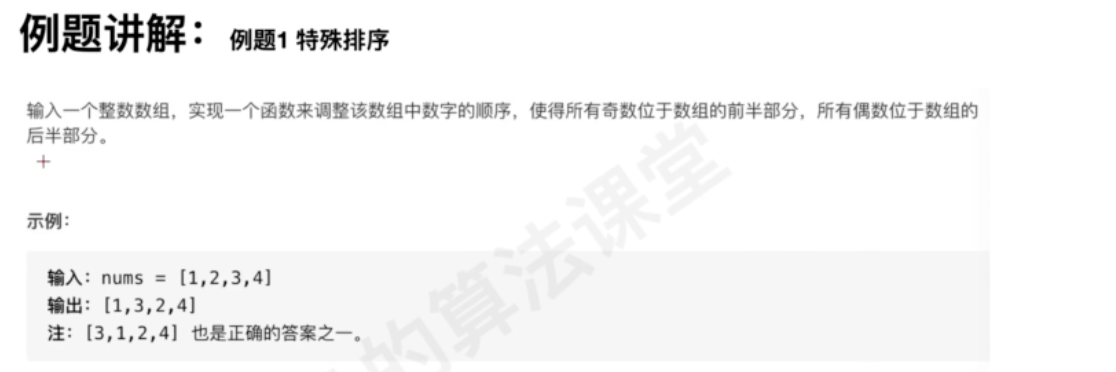 例题讲解： 例题1 特殊排序
输入一个整数数组，实现一个函数来调整该数组中数字的顺序，使得所有奇数位于数组的前半部分，所有偶数位于数组的
后半部分。
示例：
输入：nums = [1,2,3,4]
输出：[1,3,2,4]
注：[3,1,2,4] 也是正确的答案之一。
的算法课堂